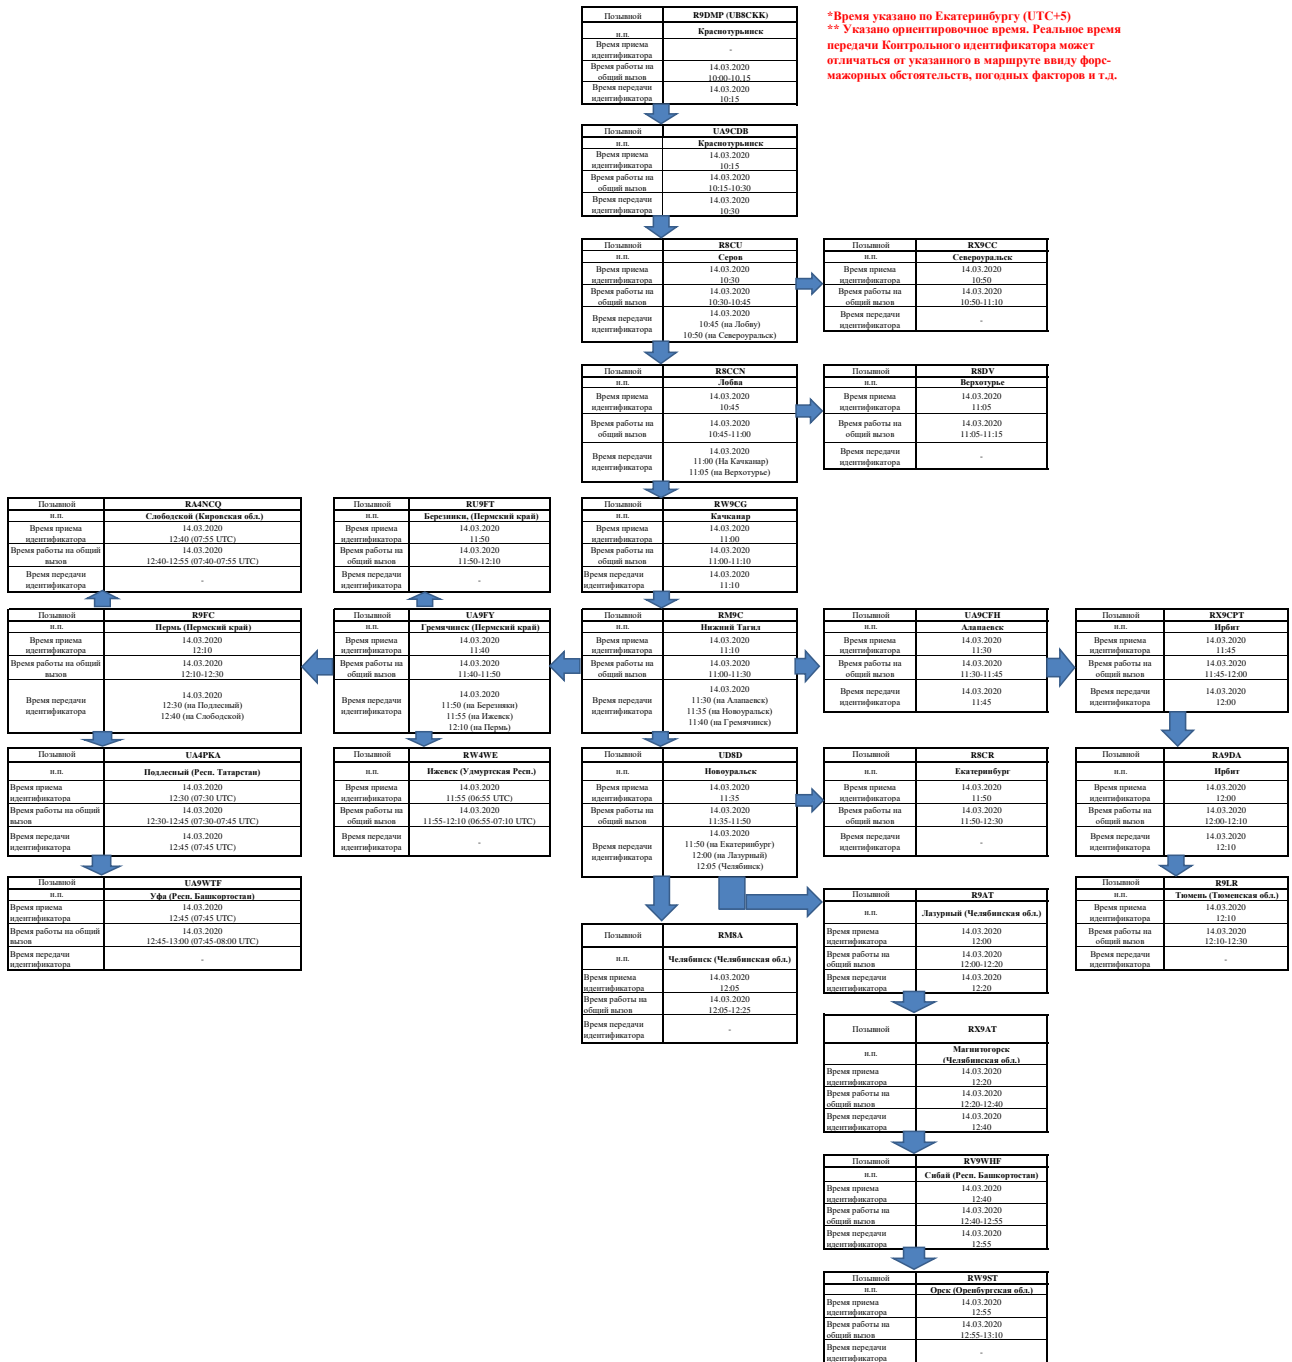 Позывной R9DMP (UB8CKK)
н.п. Краснотурьинск
Время приема
идентификатора -
Время работы на
общий вызов 14.03.2020
10:00-10.15
Время передачи
идентификатора 14.03.2020
10:15
*Время указано по Екатеринбургу (UTC+5)
** Указано ориентировочное время. Реальное время
передачи Контрольного идентификатора может
отличаться от указанного в маршруте ввиду форс-
мажорных обстоятельств, погодных факторов и т.д.
Позывной UA9CDB
н.п. Краснотурьинск
Время приема
идентификатора 14.03.2020
10:15
Время работы на
общий вызов 14.03.2020
10:15-10:30
Время передачи
идентификатора 14.03.2020
10:30
Позывной R8CU
н.п. Серов
Время приема
идентификатора 14.03.2020
10:30
Время работы на
общий вызов 14.03.2020
10:30-10:45
Время передачи
идентификатора 14.03.2020
10:45 (на Лобву)
10:50 (на Североуральск)
Позывной RX9CC
н.п. Североуральск
Время приема
идентификатора 14.03.2020
10:50
Время работы на
общий вызов 14.03.2020
10:50-11:10
Время передачи
идентификатора -
Позывной R8CCN
н.п. Лобва
Время приема
идентификатора 14.03.2020
10:45
Время работы на
общий вызов 14.03.2020
10:45-11:00
Время передачи
идентификатора 14.03.2020
11:00 (На Качканар)
11:05 (на Верхотурье)
Позывной R8DV
н.п. Верхотурье
Время приема
идентификатора 14.03.2020
11:05
Время работы на
общий вызов 14.03.2020
11:05-11:15
Время передачи
идентификатора -
Позывной RA4NCQ
н.п. Слободской (Кировская обл.)
Время приема
идентификатора 14.03.2020
12:40 (07:55 UTC)
Время работы на общий
вызов 14.03.2020
12:40-12:55 (07:40-07:55 UTC)
Время передачи
идентификатора -
Позывной RU9FT
н.п. Березники, (Пермский край)
Время приема
идентификатора 14.03.2020
11:50
Время работы на
общий вызов 14.03.2020
11:50-12:10
Время передачи
идентификатора -
Позывной RW9CG
н.п. Качканар
Время приема
идентификатора 14.03.2020
11:00
Время работы на
общий вызов 14.03.2020
11:00-11:10
Время передачи
идентификатора 14.03.2020
11:10
Позывной R9FC
н.п. Пермь (Пермский край)
Время приема
идентификатора 14.03.2020
12:10
Время работы на общий
вызов 14.03.2020
12:10-12:30
Время передачи
идентификатора 14.03.2020
12:30 (на Подлесный)
12:40 (на Слободской)
Позывной UA9FY
н.п. Гремячинск (Пермский край)
Время приема
идентификатора 14.03.2020
11:40
Время работы на
общий вызов 14.03.2020
11:40-11:50
Время передачи
идентификатора 14.03.2020
11:50 (на Березняки)
11:55 (на Ижевск)
12:10 (на Пермь)
Позывной RM9C
н.п. Нижний Тагил
Время приема
идентификатора 14.03.2020
11:10
Время работы на
общий вызов 14.03.2020
11:00-11:30
Время передачи
идентификатора 14.03.2020
11:30 (на Алапаевск)
11:35 (на Новоуральск)
11:40 (на Гремячинск)
Позывной UA9CFH
н.п. Алапаевск
Время приема
идентификатора 14.03.2020
11:30
Время работы на
общий вызов 14.03.2020
11:30-11:45
Время передачи
идентификатора 14.03.2020
11:45
Позывной RX9CPT
н.п. Ирбит
Время приема
идентификатора 14.03.2020
11:45
Время работы на
общий вызов 14.03.2020
11:45-12:00
Время передачи
идентификатора 14.03.2020
12:00
Позывной UA4PKA
н.п. Подлесный (Респ. Татарстан)
Время приема
идентификатора 14.03.2020
12:30 (07:30 UTC)
Время работы на общий
вызов 14.03.2020
12:30-12:45 (07:30-07:45 UTC)
Время передачи
идентификатора 14.03.2020
12:45 (07:45 UTC)
Позывной RW4WE
н.п. Ижевск (Удмуртская Респ.)
Время приема
идентификатора 14.03.2020
11:55 (06:55 UTC)
Время работы на
общий вызов 14.03.2020
11:55-12:10 (06:55-07:10 UTC)
Время передачи
идентификатора -
Позывной UD8D
н.п. Новоуральск
Время приема
идентификатора 14.03.2020
11:35
Время работы на
общий вызов 14.03.2020
11:35-11:50
Время передачи
идентификатора 14.03.2020
11:50 (на Екатеринбург)
12:00 (на Лазурный)
12:05 (Челябинск)
Позывной R8CR
н.п. Екатеринбург
Время приема
идентификатора 14.03.2020
11:50
Время работы на
общий вызов 14.03.2020
11:50-12:30
Время передачи
идентификатора -
Позывной RA9DA
н.п. Ирбит
Время приема
идентификатора 14.03.2020
12:00
Время работы на
общий вызов 14.03.2020
12:00-12:10
Время передачи
идентификатора 14.03.2020
12:10
Позывной UA9WTF
н.п. Уфа (Респ. Башкортостан)
Время приема
идентификатора 14.03.2020
12:45 (07:45 UTC)
Время работы на общий
вызов 14.03.2020
12:45-13:00 (07:45-08:00 UTC)
Время передачи
идентификатора -
Позывной RM8A
н.п. Челябинск (Челябинская обл.)
Время приема
идентификатора 14.03.2020
12:05
Время работы на
общий вызов 14.03.2020
12:05-12:25
Время передачи
идентификатора -
Позывной R9AT
н.п. Лазурный (Челябинская обл.)
Время приема
идентификатора 14.03.2020
12:00
Время работы на
общий вызов 14.03.2020
12:00-12:20
Время передачи
идентификатора 14.03.2020
12:20
Позывной R9LR
н.п. Тюмень (Тюменская обл.)
Время приема
идентификатора 14.03.2020
12:10
Время работы на
общий вызов 14.03.2020
12:10-12:30
Время передачи
идентификатора -
Позывной RX9AT
н.п. Магнитогорск
(Челябинская обл.)
Время приема
идентификатора 14.03.2020
12:20
Время работы на
общий вызов 14.03.2020
12:20-12:40
Время передачи
идентификатора 14.03.2020
12:40
Позывной RV9WHF
н.п. Сибай (Респ. Башкортостан)
Время приема
идентификатора 14.03.2020
12:40
Время работы на
общий вызов 14.03.2020
12:40-12:55
Время передачи
идентификатора 14.03.2020
12:55
Позывной RW9ST
н.п. Орск (Оренбургская обл.)
Время приема
идентификатора 14.03.2020
12:55
Время работы на
общий вызов 14.03.2020
12:55-13:10
Время передачи
идентификатора -